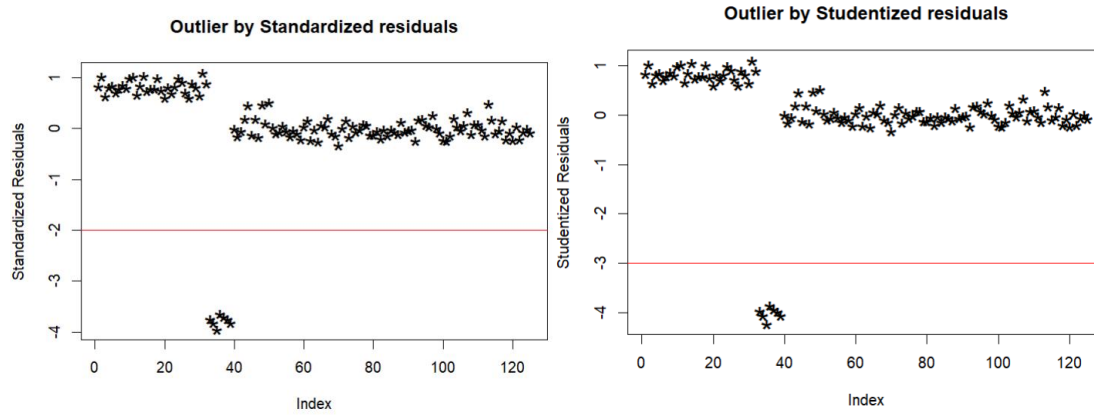 Outlier by Standardized residuals
Standardized Residuals
1
0
-1
-2
-3
-4
0 20 40 60 80 100 120
Index
Outlier by Studentized residuals
Studentized Residuals
1
0
-1
-2
-3
-4
0 20 40 60 80 100 120
Index